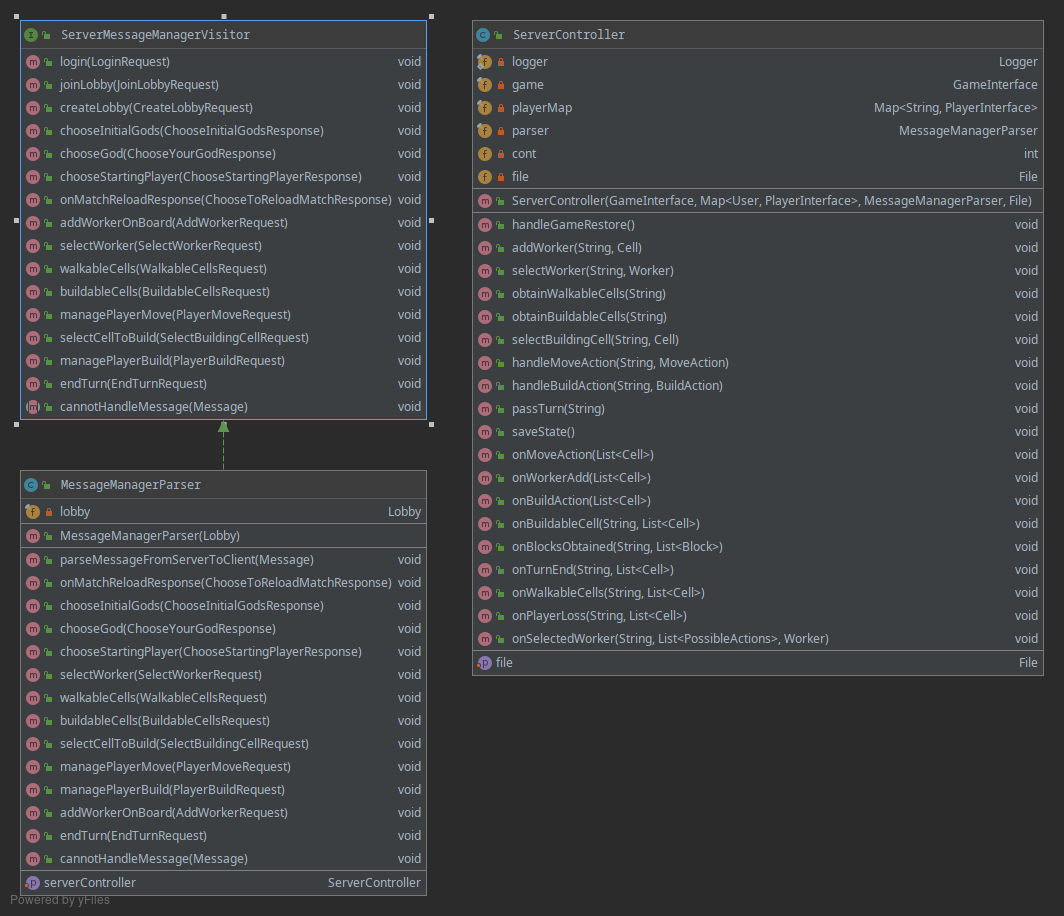 ServerMessageManagerVisitor
login(LoginRequest) void
joinLobby(JoinLobbyRequest) void
createLobby(CreateLobbyRequest) void
chooseInitialGods(ChooseInitialGodsResponse) void
chooseGod(ChooseYourGodResponse) void
chooseStartingPlayer(ChooseStartingPlayerResponse) void
onMatchReloadResponse(ChooseToReloadMatchResponse) void
addWorkerOnBoard(AddWorkerRequest) void
selectWorker(SelectWorkerRequest) void
walkableCells(WalkableCellsRequest) void
buildableCells(BuildableCellsRequest) void
managePlayerMove(PlayerMoveRequest) void
selectCellToBuild(SelectBuildingCellRequest) void
managePlayerBuild(PlayerBuildRequest) void
endTurn(EndTurnRequest) void
cannotHandleMessage(Message) void
MessageManagerParser
lobby Lobby
MessageManagerParser(Lobby)
parseMessageFromServerToClient(Message) void
onMatchReloadResponse(ChooseToReloadMatchResponse) void
chooseInitialGods(ChooseInitialGodsResponse) void
chooseGod(ChooseYourGodResponse) void
chooseStartingPlayer(ChooseStartingPlayerResponse) void
selectWorker(SelectWorkerRequest) void
walkableCells(WalkableCellsRequest) void
buildableCells(BuildableCellsRequest) void
selectCellToBuild(SelectBuildingCellRequest) void
managePlayerMove(PlayerMoveRequest) void
managePlayerBuild(PlayerBuildRequest) void
addWorkerOnBoard(AddWorkerRequest) void
endTurn(EndTurnRequest) void
cannotHandleMessage(Message) void
serverController ServerController
Powered by yFiles
ServerController
logger Logger
game GameInterface
playerMap Map<String, PlayerInterface>
parser MessageManagerParser
cont int
file File
ServerController(GameInterface, Map<User, PlayerInterface>, MessageManagerParser, File)
handleGameRestore() void
addWorker(String, Cell) void
selectWorker(String, Worker) void
obtainWalkableCells(String) void
obtainBuildableCells(String) void
selectBuildingCell(String, Cell) void
handleMoveAction(String, MoveAction) void
handleBuildAction(String, BuildAction) void
passTurn(String) void
saveState() void
onMoveAction(List<Cell>) void
onWorkerAdd(List<Cell>) void
onBuildAction(List<Cell>) void
onBuildableCell(String, List<Cell>) void
onBlocksObtained(String, List<Block>) void
onTurnEnd(String, List<Cell>) void
onWalkableCells(String, List<Cell>) void
onPlayerLoss(String, List<Cell>) void
onSelectedWorker(String, List<PossibleActions>, Worker) void
file File